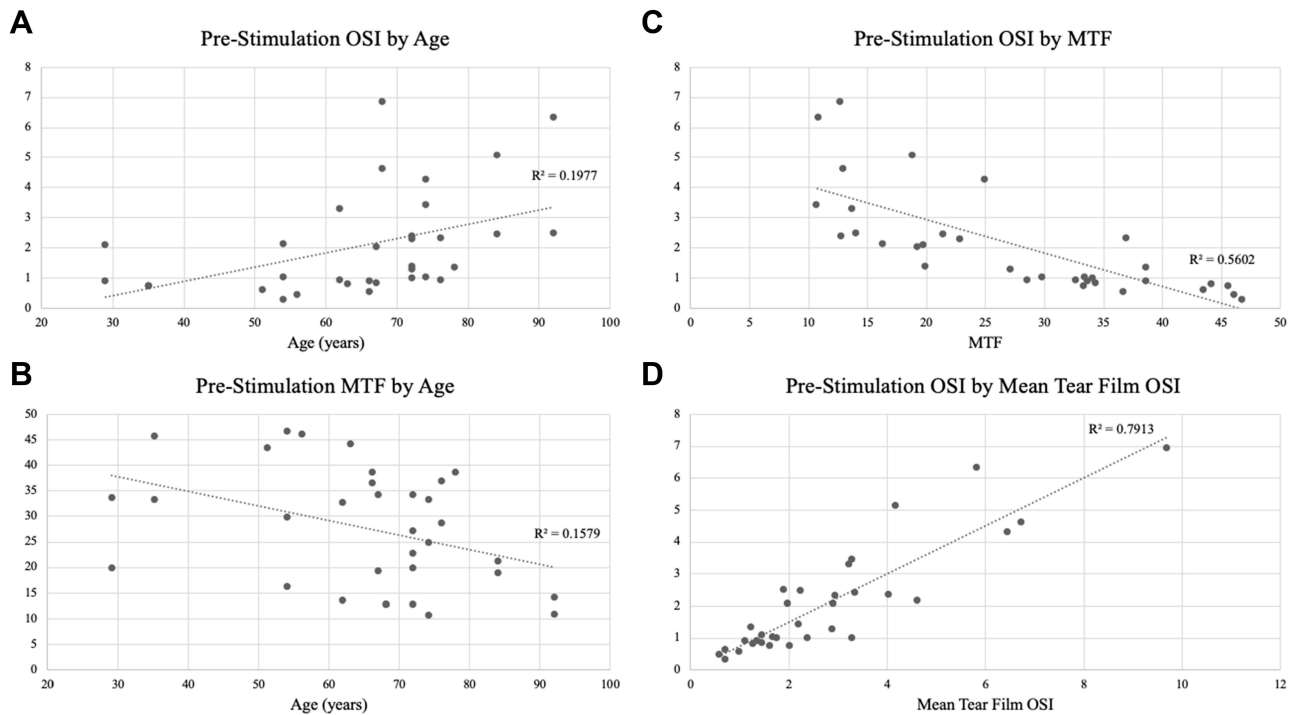 A
Pre-Stimulation OSI by Age
8
7
6
5
4
3
2
1
0
R² = 0.1977
20 30 40 50 60 70 80 90 100
Age (years)
B
Pre-Stimulation MTF by Age
50
45
40
35
30
25
20
15
10
5
0
R² = 0.1579
20 30 40 50 60 70 80 90 100
Age (years)
C
Pre-Stimulation OSI by MTF
8
7
6
5
4
3
2
1
0
R² = 0.5602
0 5 10 15 20 25 30 35 40 45 50
MTF
D
Pre-Stimulation OSI by Mean Tear Film OSI
8
7
6
5
4
3
2
1
0
R² = 0.7913
0 2 4 6 8 10 12
Mean Tear Film OSI